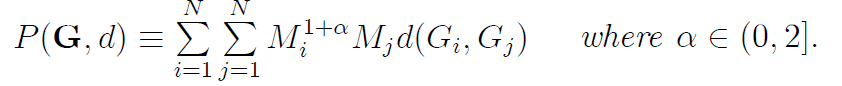 P(𝐆, d) ≡ ∑_{i=1}^{N} ∑_{j=1}^{N} M_i^{1+α} M_j d(G_i, G_j) where α ∈ (0, 2].